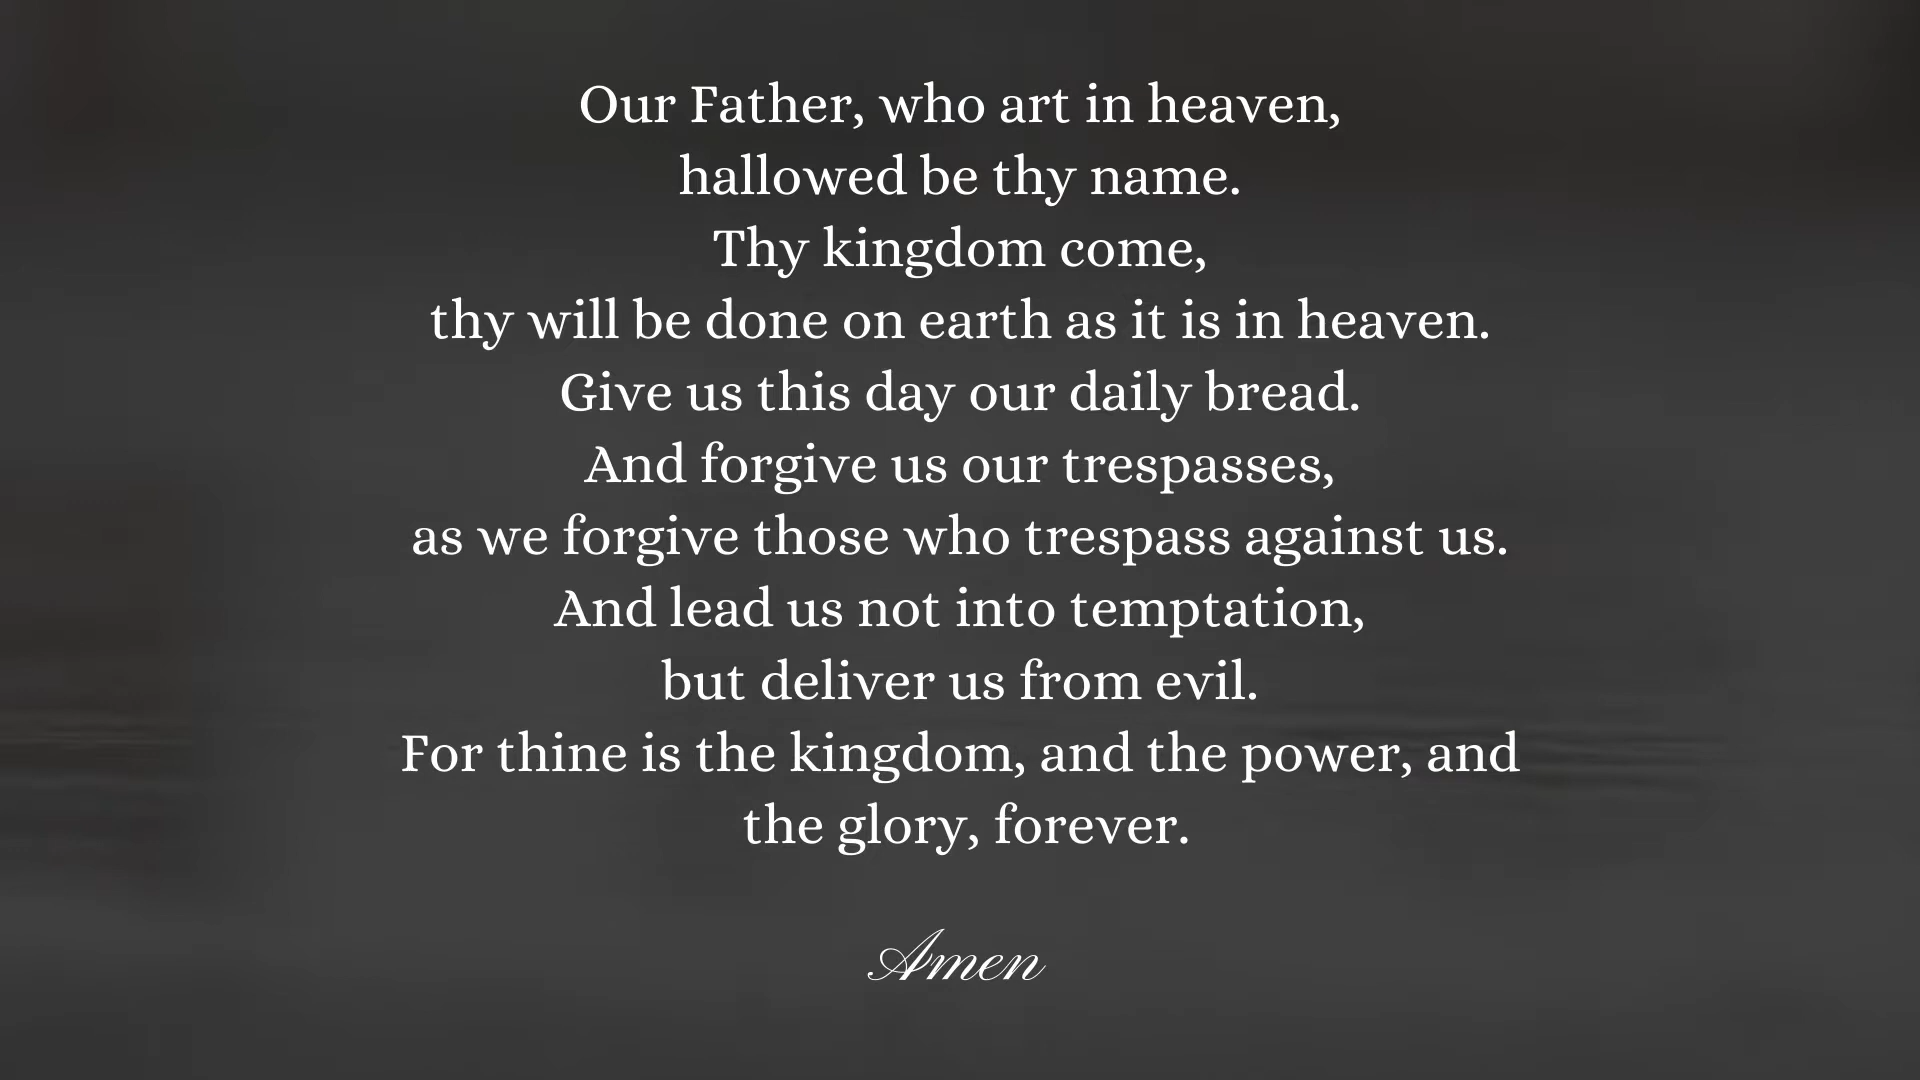 Our Father, who art in heaven,
hallowed be thy name.
Thy kingdom come,
thy will be done on earth as it is in heaven.
Give us this day our daily bread.
And forgive us our trespasses,
as we forgive those who trespass against us.
And lead us not into temptation,
but deliver us from evil.
For thine is the kingdom, and the power, and
the glory, forever.
Amen